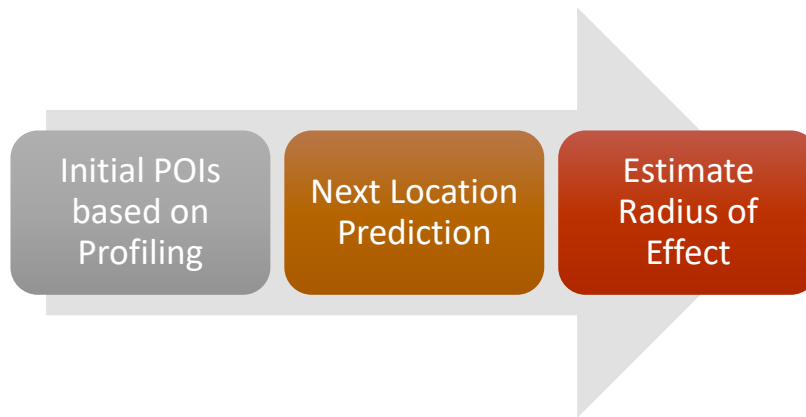 Initial POIs
based on
Profiling
Next Location
Prediction
Estimate
Radius of
Effect